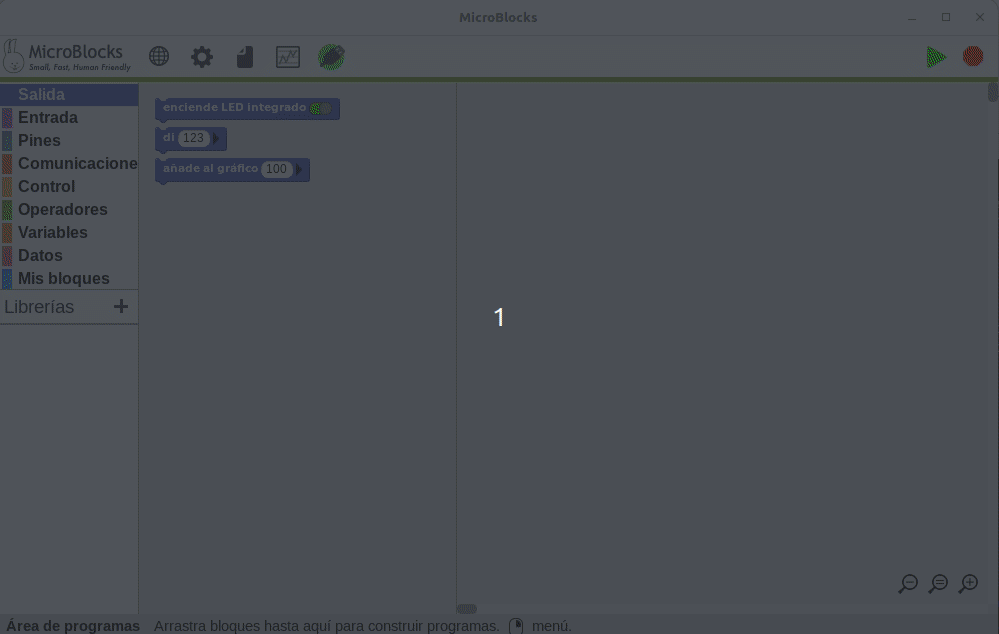 MicroBlocks
MicroBlocks
Small, Fast, Human Friendly
Salida
Entrada
Pines
Comunicacione
Control
Operadores
Variables
Datos
Mis bloques
Librerías +
enciende LED integrado
di 123
añade al gráfico 100
1
Área de programas Arrastra bloques hasta aquí para construir programas. menú.